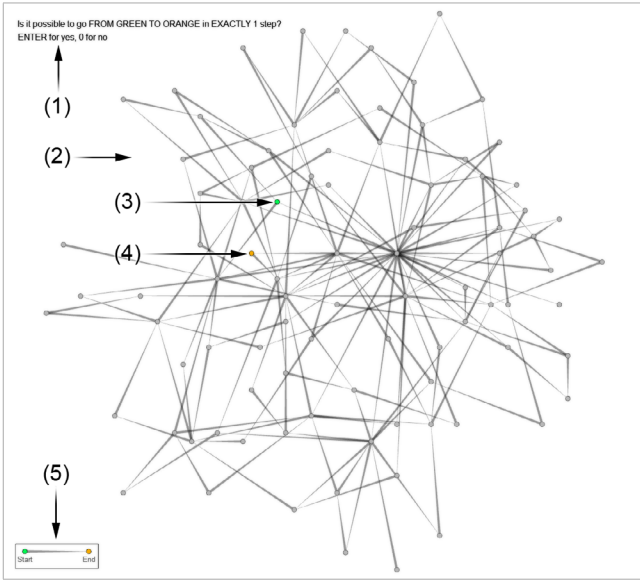 Is it possible to go FROM GREEN TO ORANGE in EXACTLY 1 step?
ENTER for yes, 0 for no
(1)
(2)
(3)
(4)
(5)
Start End